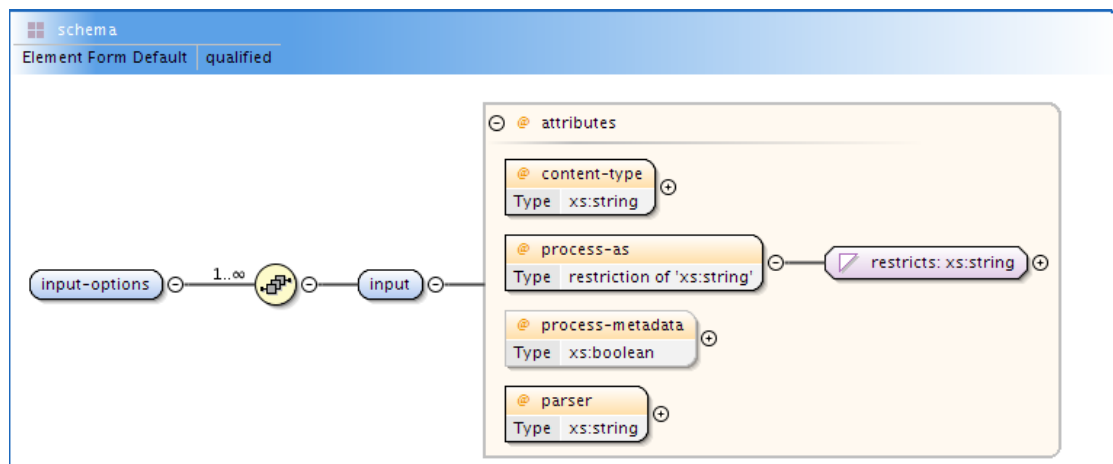 schema
Element Form Default qualified
@ attributes
@ content-type
Type xs:string
@ process-as
Type restriction of 'xs:string'
restricts: xs:string
input-options
1..∞
input
@ process-metadata
Type xs:boolean
@ parser
Type xs:string